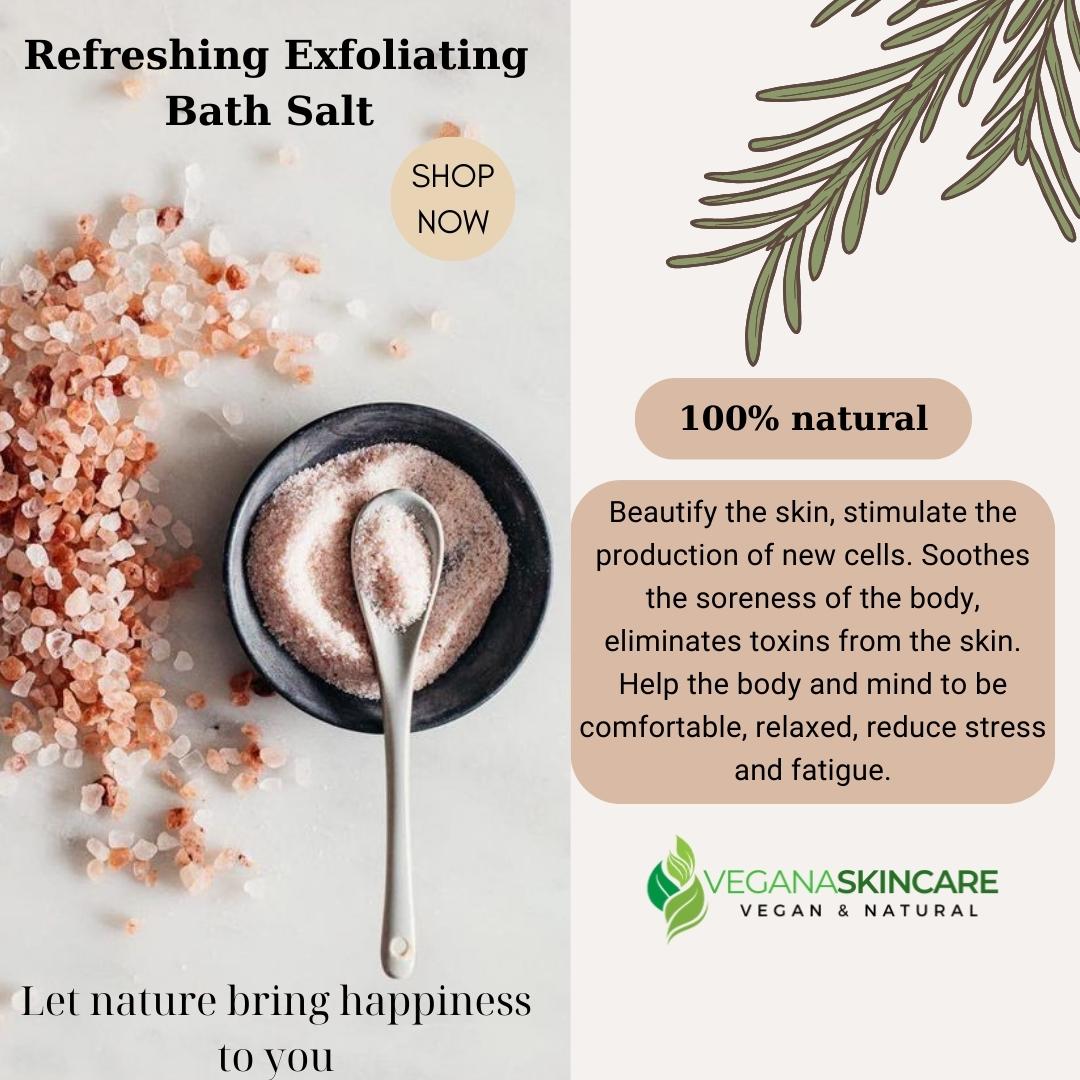 Refreshing Exfoliating
Bath Salt
SHOP
NOW
100% natural
Beautify the skin, stimulate the
production of new cells. Soothes
the soreness of the body,
eliminates toxins from the skin.
Help the body and mind to be
comfortable, relaxed, reduce stress
and fatigue.
VEGANASKINCARE
VEGAN & NATURAL
Let nature bring happiness
to you